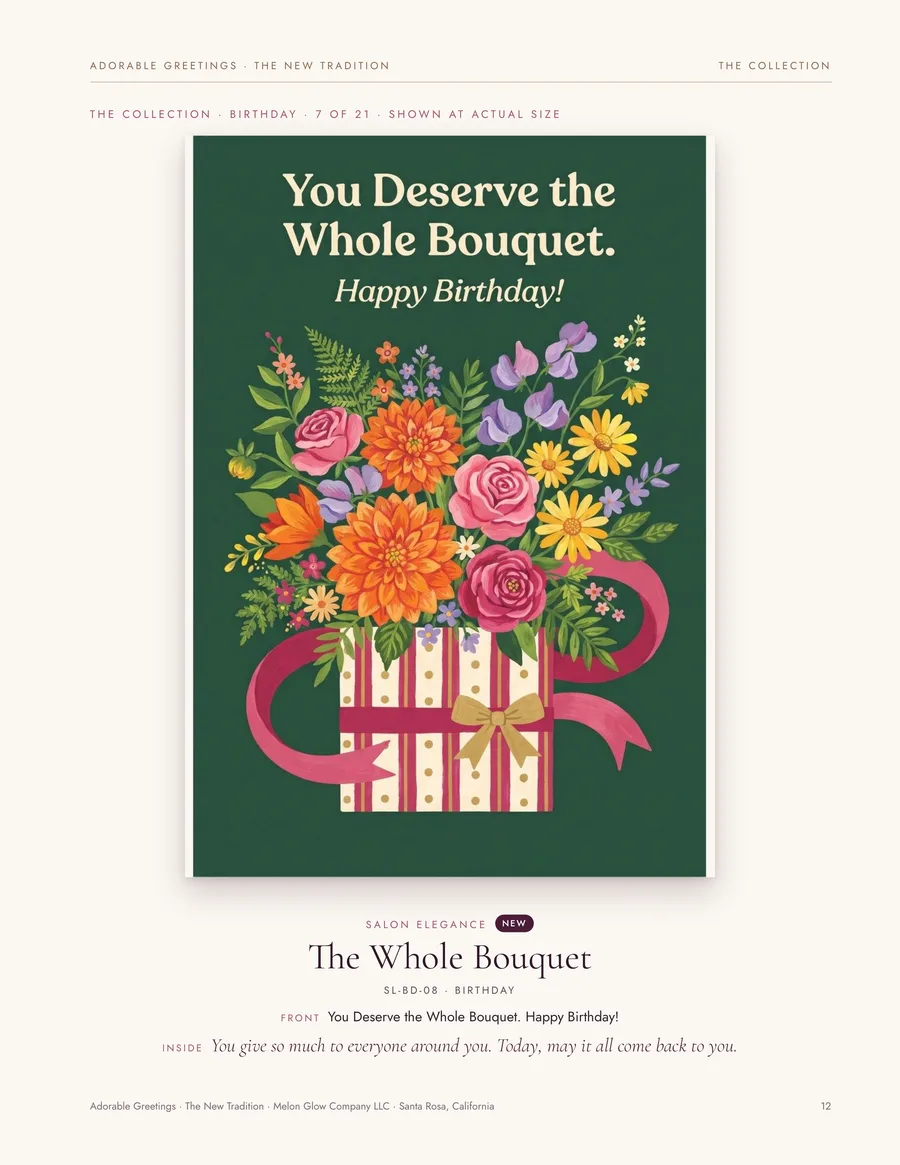 ADORABLE GREETINGS · THE NEW TRADITION
THE COLLECTION
THE COLLECTION · BIRTHDAY · 7 OF 21 · SHOWN AT ACTUAL SIZE
You Deserve the
Whole Bouquet.
Happy Birthday!
SALON ELEGANCE NEW
The Whole Bouquet
SL-BD-08 · BIRTHDAY
FRONT You Deserve the Whole Bouquet. Happy Birthday!
INSIDE You give so much to everyone around you. Today, may it all come back to you.
Adorable Greetings · The New Tradition · Melon Glow Company LLC · Santa Rosa, California
12